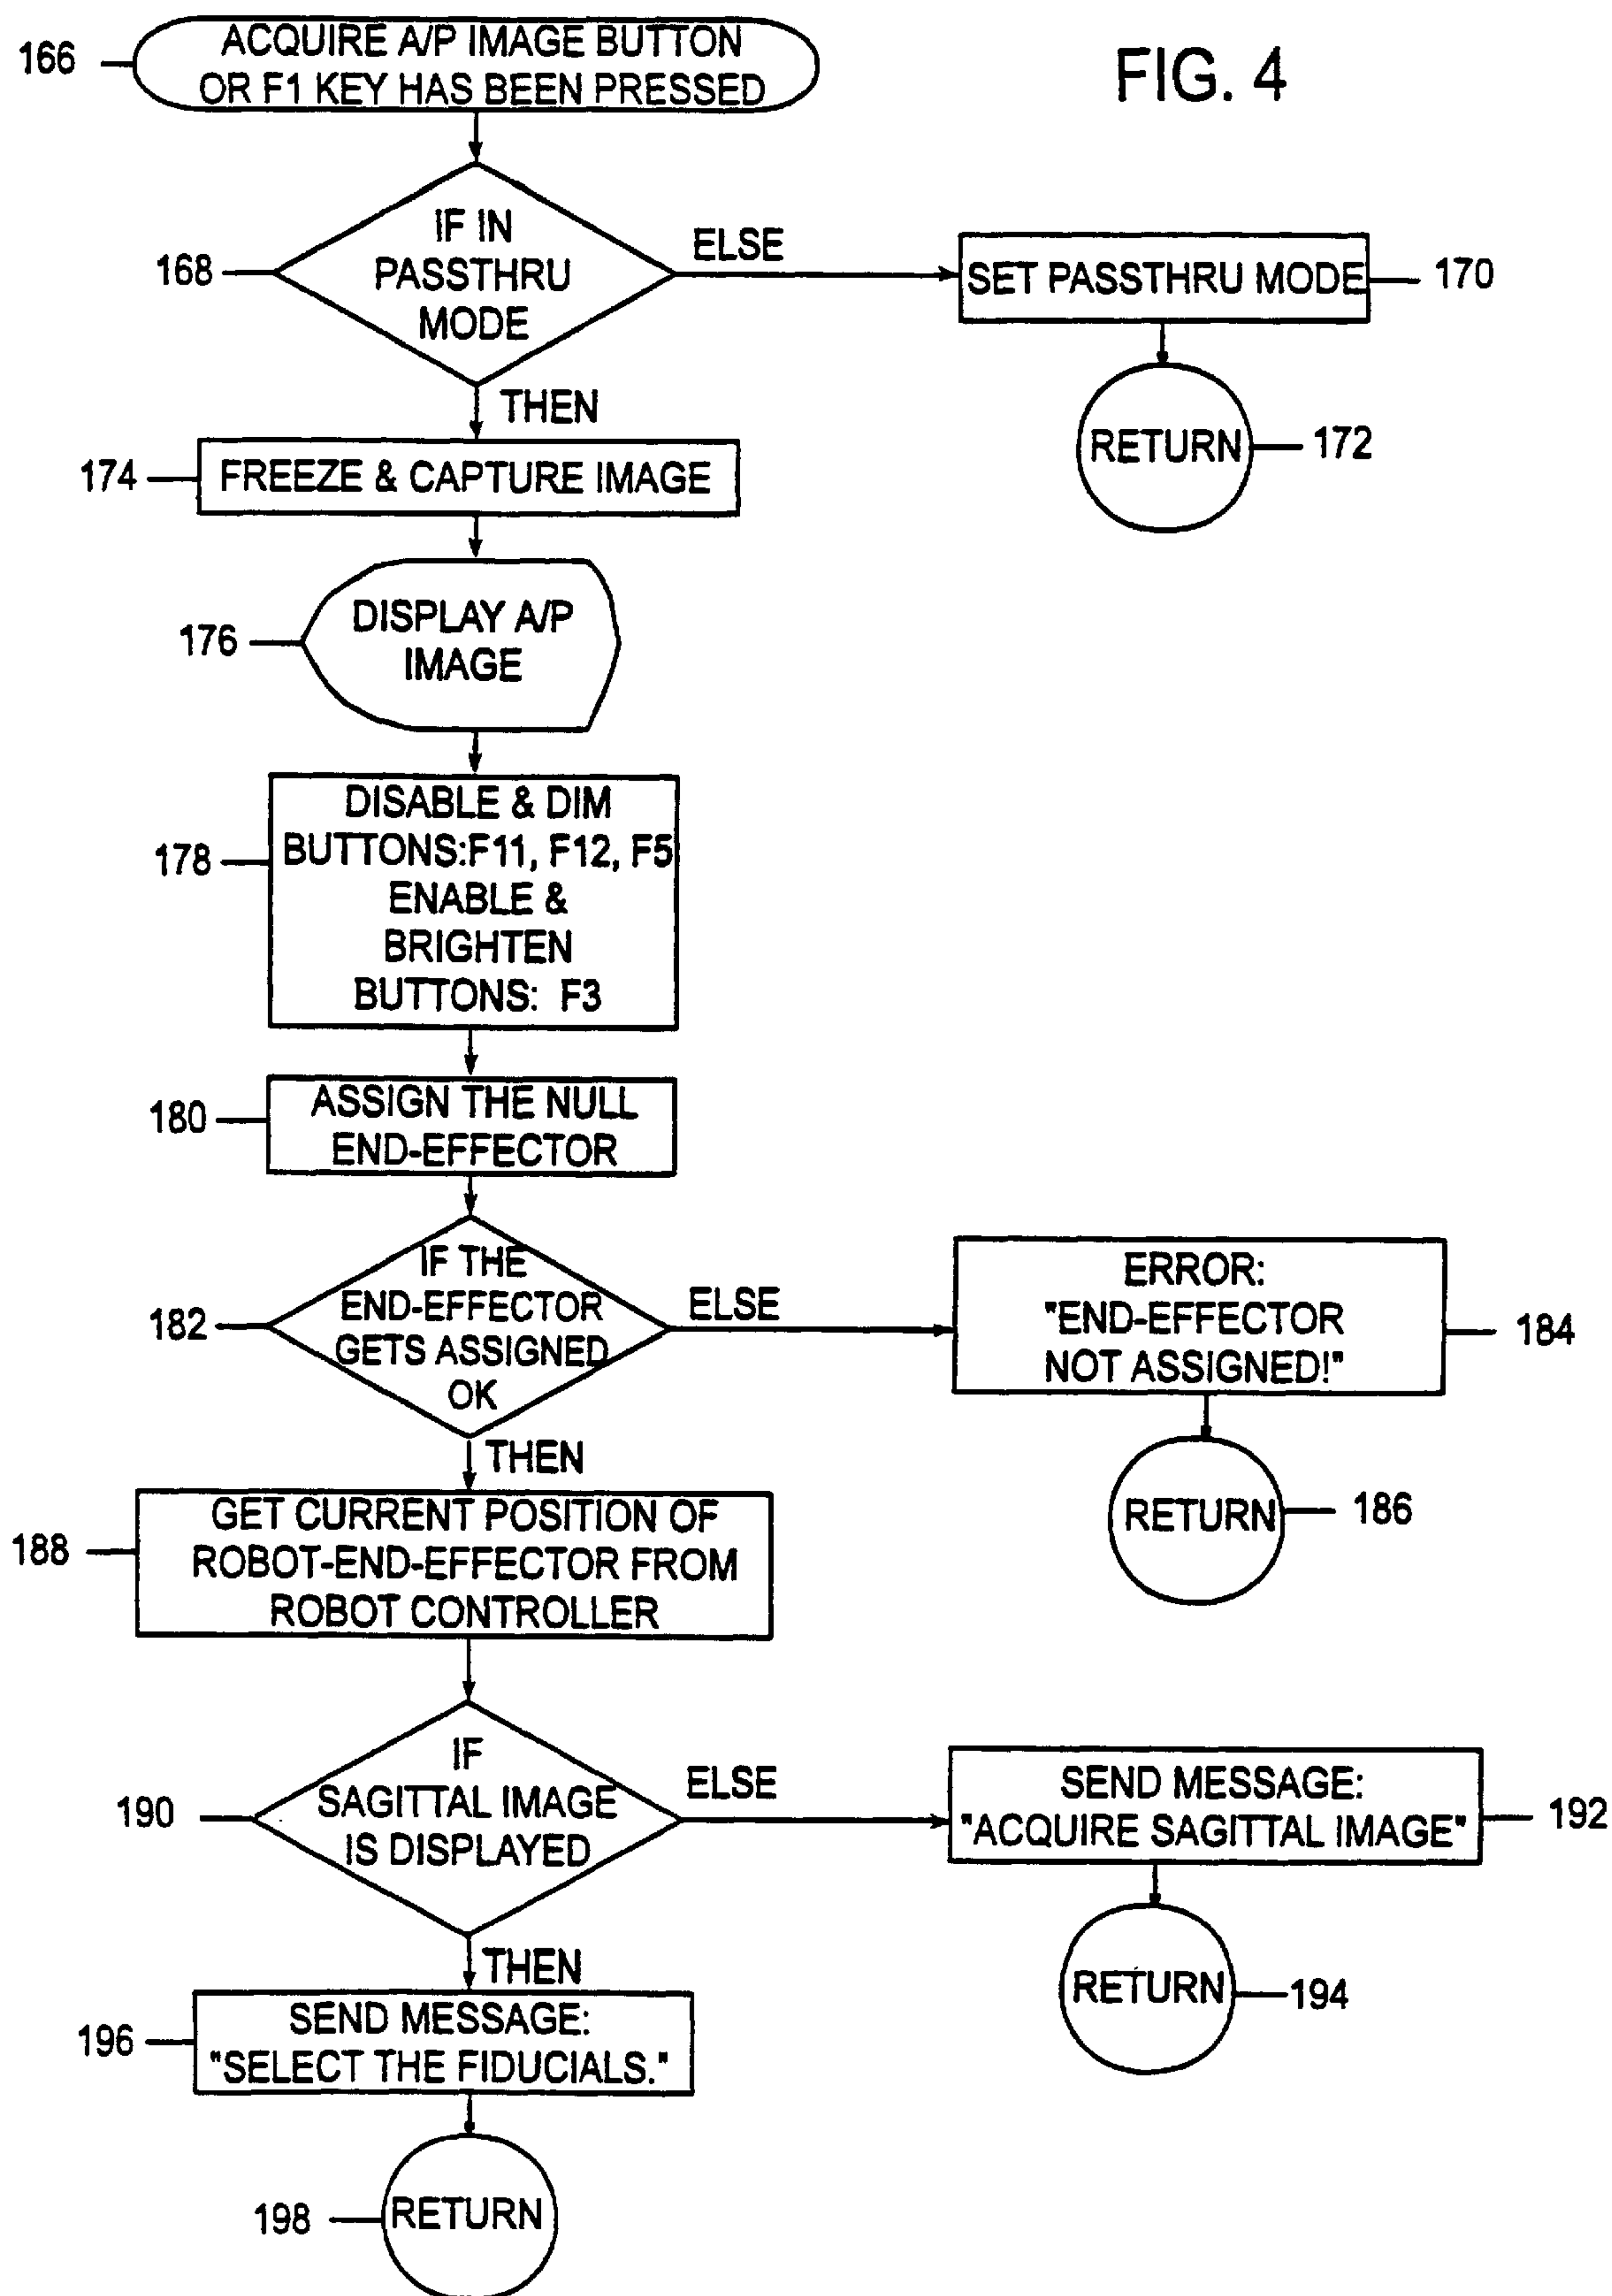 FIG. 4
166
ACQUIRE A/P IMAGE BUTTON
OR F1 KEY HAS BEEN PRESSED
168
IF IN
PASSTHRU
MODE
ELSE
SET PASSTHRU MODE
170
RETURN
172
THEN
174
FREEZE & CAPTURE IMAGE
176
DISPLAY A/P
IMAGE
178
DISABLE & DIM
BUTTONS:F11, F12, F5
ENABLE &
BRIGHTEN
BUTTONS: F3
180
ASSIGN THE NULL
END-EFFECTOR
182
IF THE
END-EFFECTOR
GETS ASSIGNED
OK
ELSE
ERROR:
"END-EFFECTOR
NOT ASSIGNED!"
184
RETURN
186
THEN
188
GET CURRENT POSITION OF
ROBOT-END-EFFECTOR FROM
ROBOT CONTROLLER
190
IF
SAGITTAL IMAGE
IS DISPLAYED
ELSE
SEND MESSAGE:
"ACQUIRE SAGITTAL IMAGE"
192
RETURN
194
THEN
196
SEND MESSAGE:
"SELECT THE FIDUCIALS."
198
RETURN